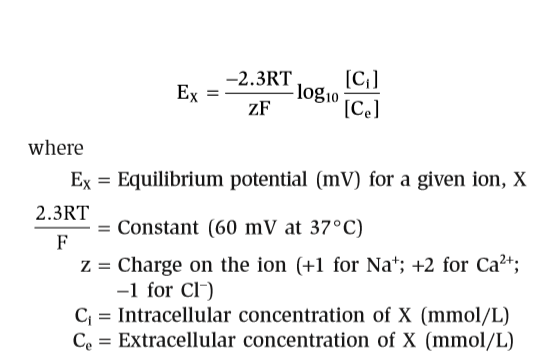 Eₓ = −2.3RT/zF log₁₀ [Cᵢ]/[Cₑ]
where
Eₓ = Equilibrium potential (mV) for a given ion, X
2.3RT/F = Constant (60 mV at 37°C)
z = Charge on the ion (+1 for Na⁺; +2 for Ca²⁺;
−1 for Cl⁻)
Cᵢ = Intracellular concentration of X (mmol/L)
Cₑ = Extracellular concentration of X (mmol/L)